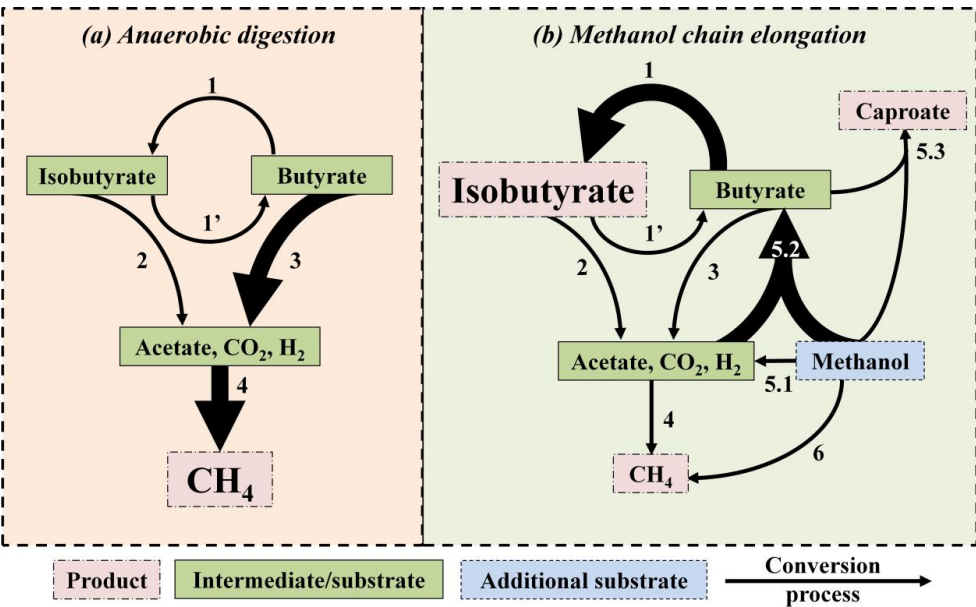 (a) Anaerobic digestion
1
Isobutyrate
Butyrate
1’
2
3
Acetate, CO₂, H₂
4
CH₄
(b) Methanol chain elongation
1
Caproate
5.3
Isobutyrate
Butyrate
1’
5.2
2
3
Acetate, CO₂, H₂
Methanol
5.1
4
6
CH₄
Product
Intermediate/substrate
Additional substrate
Conversion
process